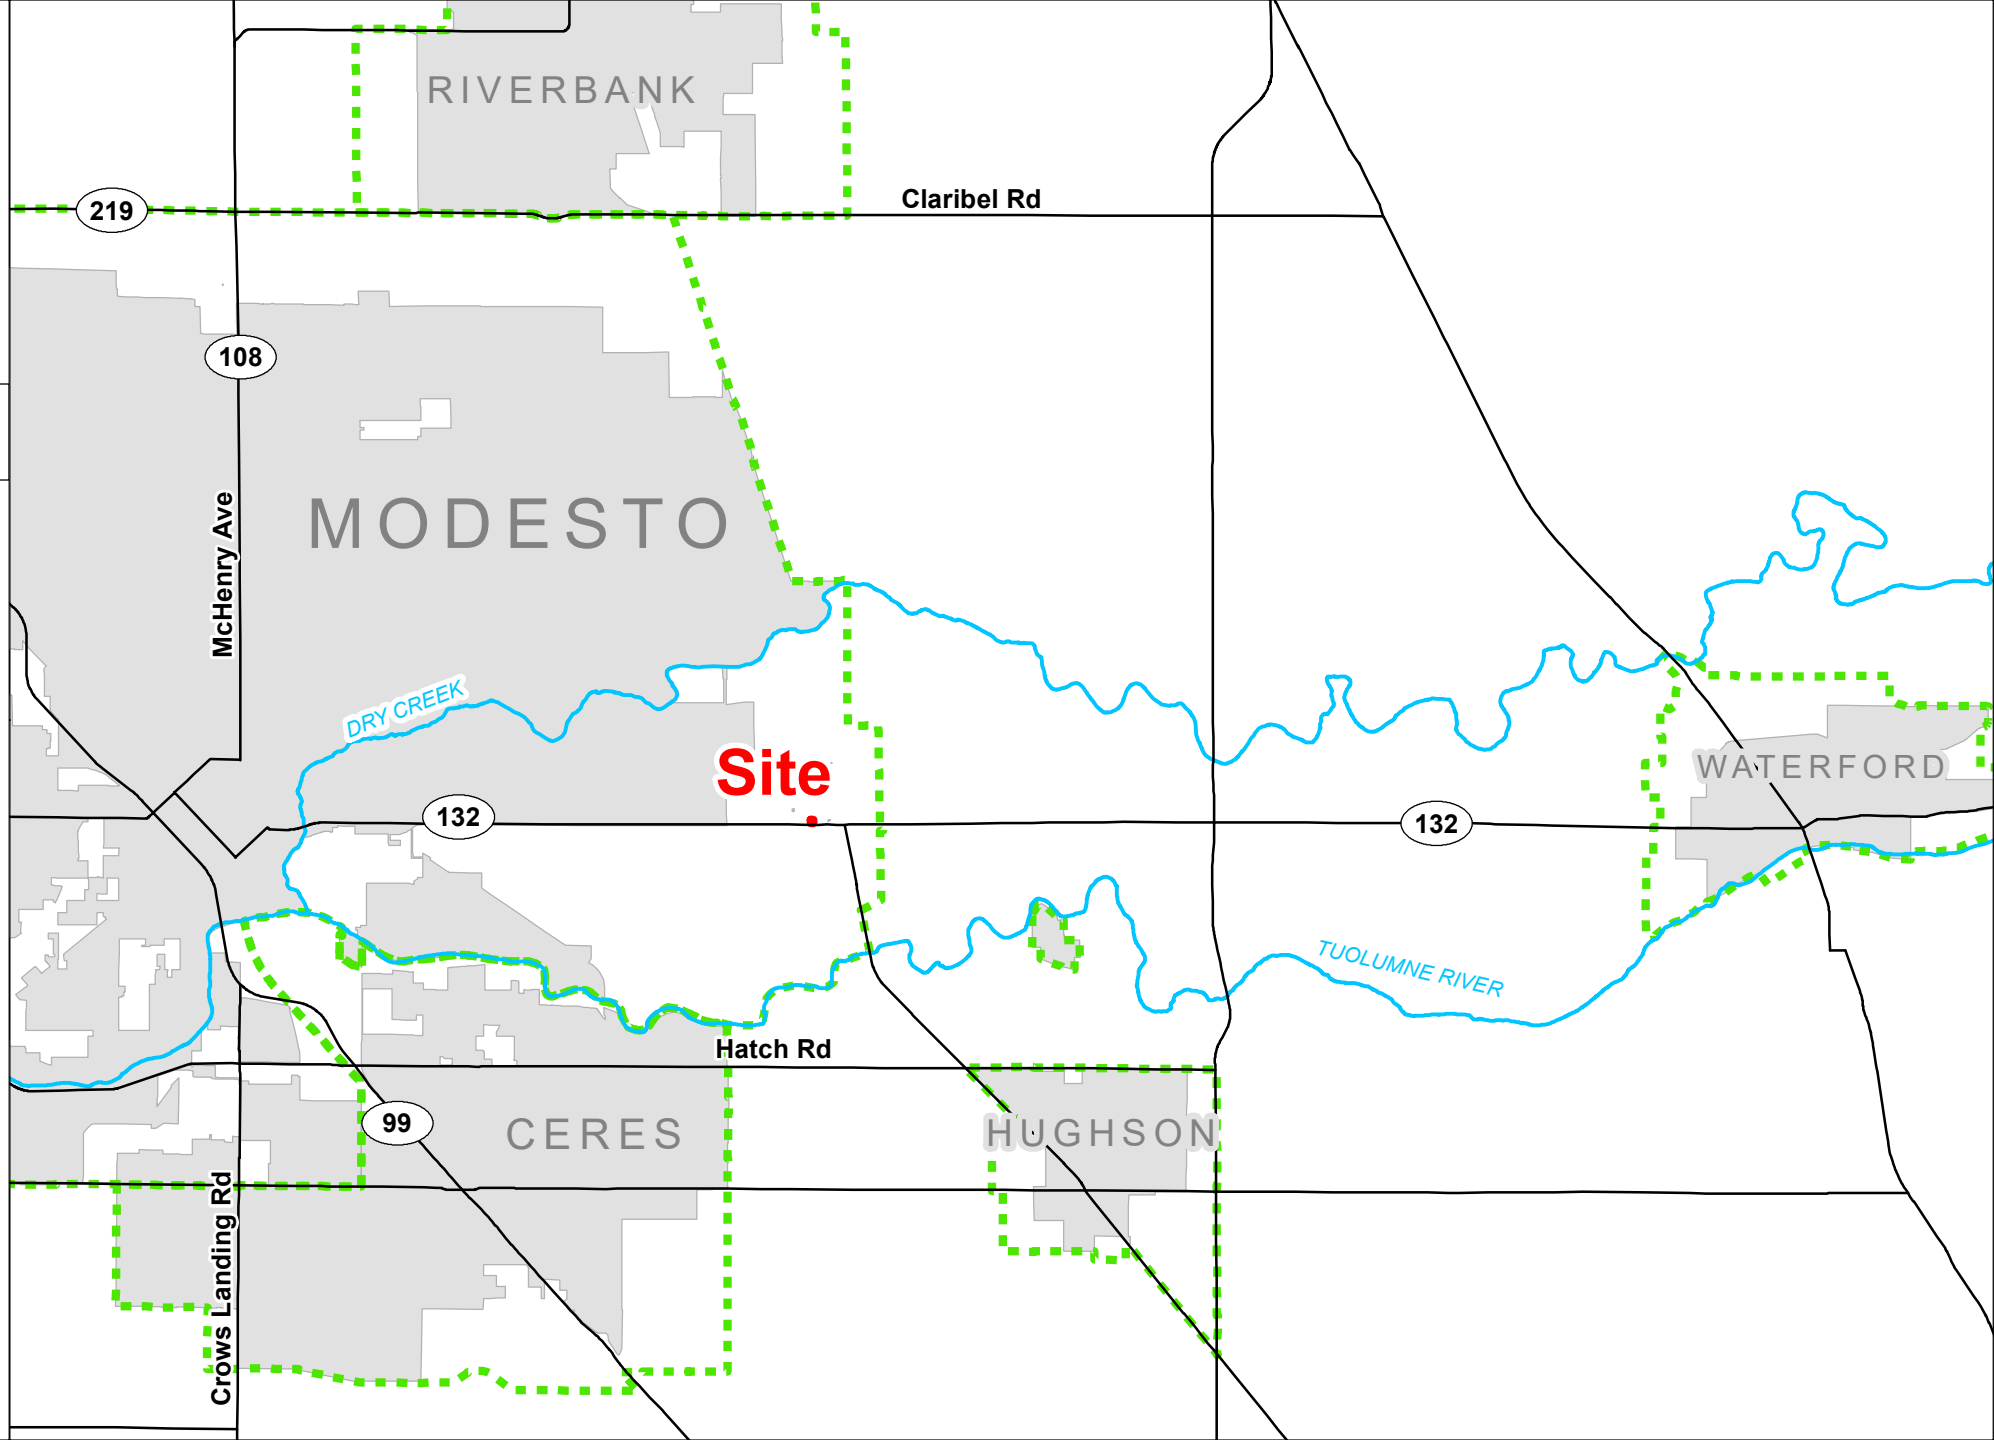 RIVERBANK
Claribel Rd
219
108
MODESTO
McHenry Ave
DRY CREEK
Site
WATERFORD
132
132
TUOLUMNE RIVER
Hatch Rd
99
CERES
HUGHSON
Crows Landing Rd